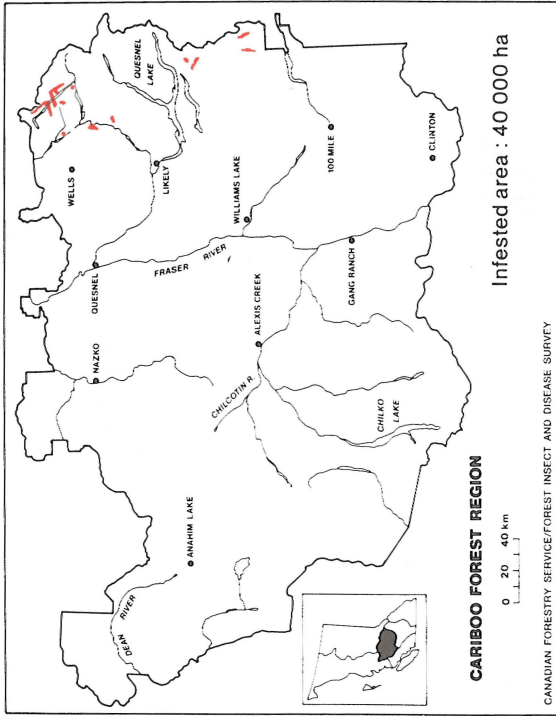 WELLS
QUESNEL
LAKE
QUESNEL
LIKELY
NAZKO
FRASER RIVER
WILLIAMS LAKE
ANAHIM LAKE
DEAN RIVER
ALEXIS CREEK
CHILCOTIN R.
100 MILE
GANG RANCH
CLINTON
CHILKO
LAKE
CARIBOO FOREST REGION
0 20 40 km
Infested area : 40 000 ha
CANADIAN FORESTRY SERVICE/FOREST INSECT AND DISEASE SURVEY